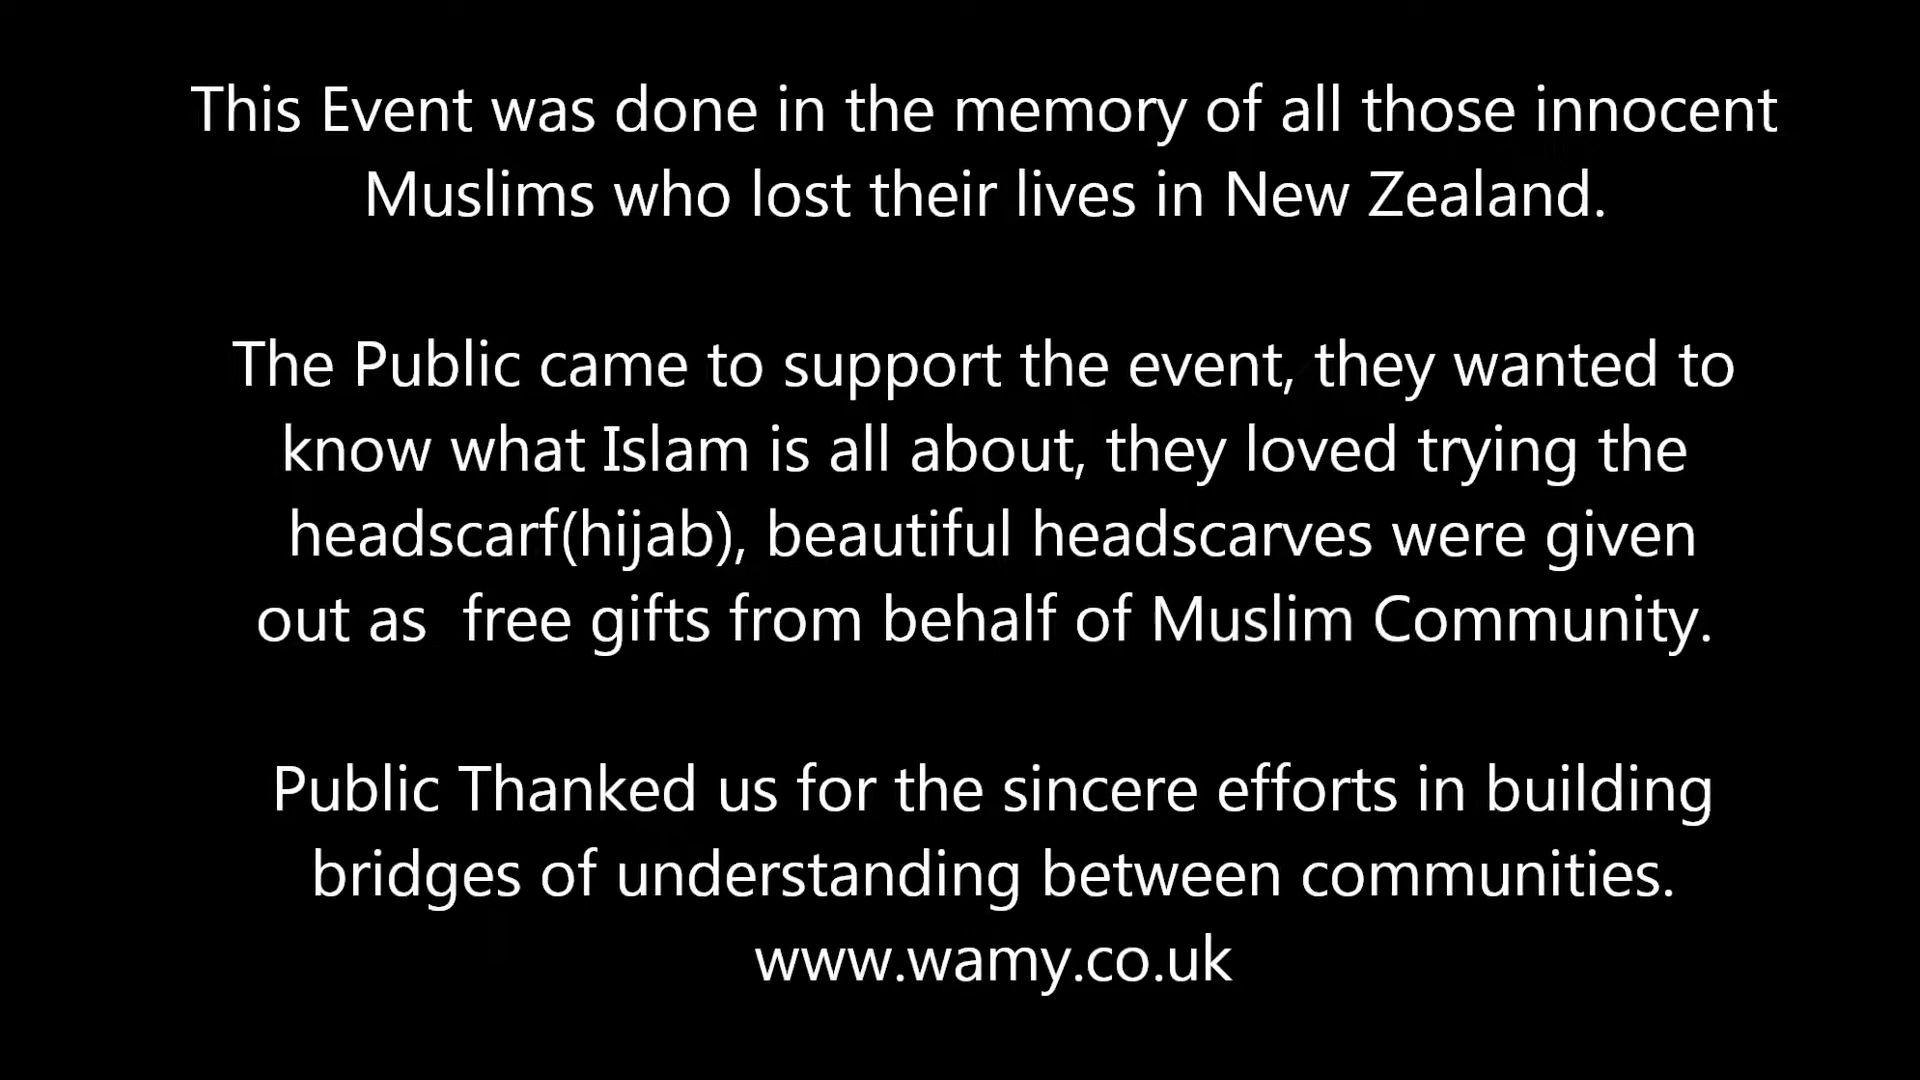 This Event was done in the memory of all those innocent
Muslims who lost their lives in New Zealand.
The Public came to support the event, they wanted to
know what Islam is all about, they loved trying the
headscarf(hijab), beautiful headscarves were given
out as  free gifts from behalf of Muslim Community.
Public Thanked us for the sincere efforts in building
bridges of understanding between communities.
www.wamy.co.uk